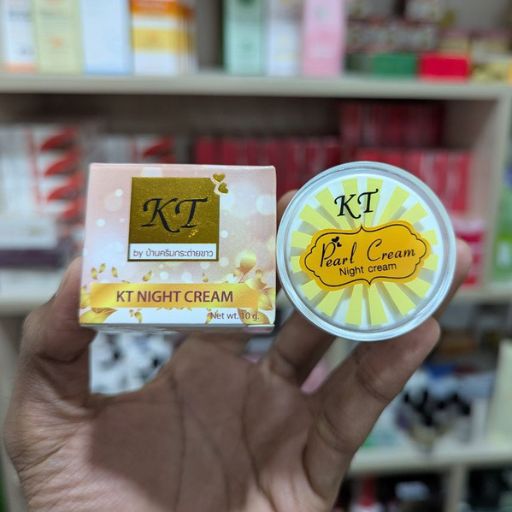 KT
by บ้านครีมกระต่ายขาว
KT NIGHT CREAM
Net wt. 10 g.
KT
Pearl Cream
Night cream